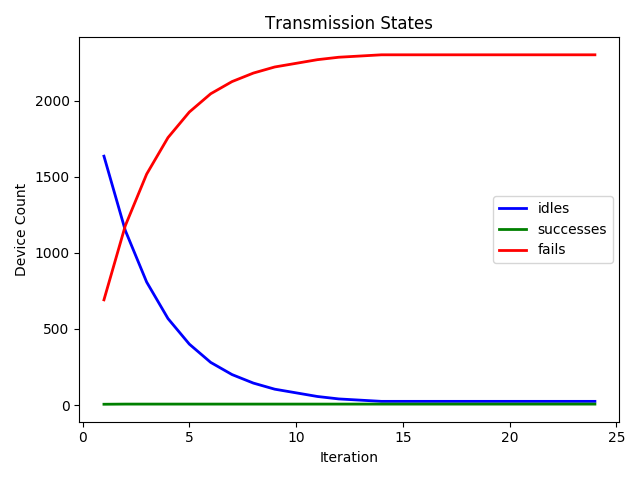 Transmission States
Device Count
2000
1500
1000
500
0
idles
successes
fails
0 5 10 15 20 25
Iteration